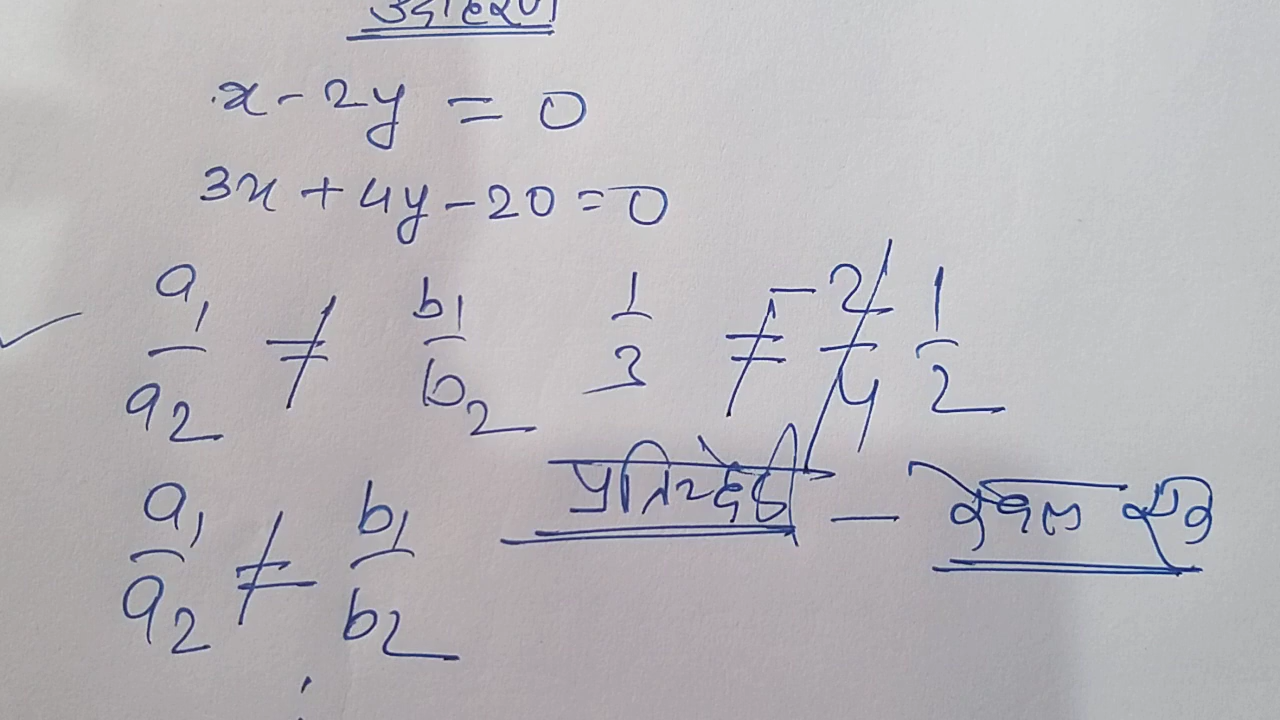 उदाहरण
x - 2y = 0
3x + 4y - 20 = 0
a₁/a₂ ≠ b₁/b₂ 1/3 ≠ -2/4 1/2
प्रतिच्छेदी — केवल एक
a₁/a₂ ≠ b₁/b₂